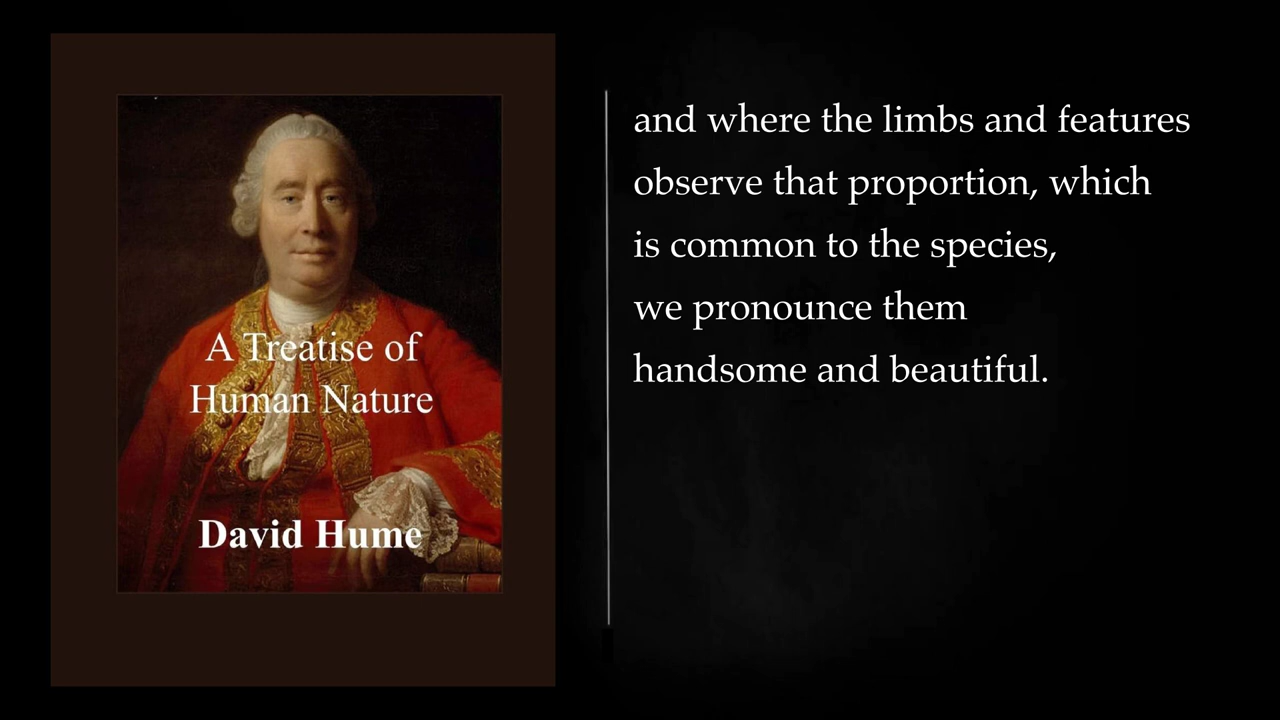 A Treatise of
Human Nature
David Hume
and where the limbs and features
observe that proportion, which
is common to the species,
we pronounce them
handsome and beautiful.